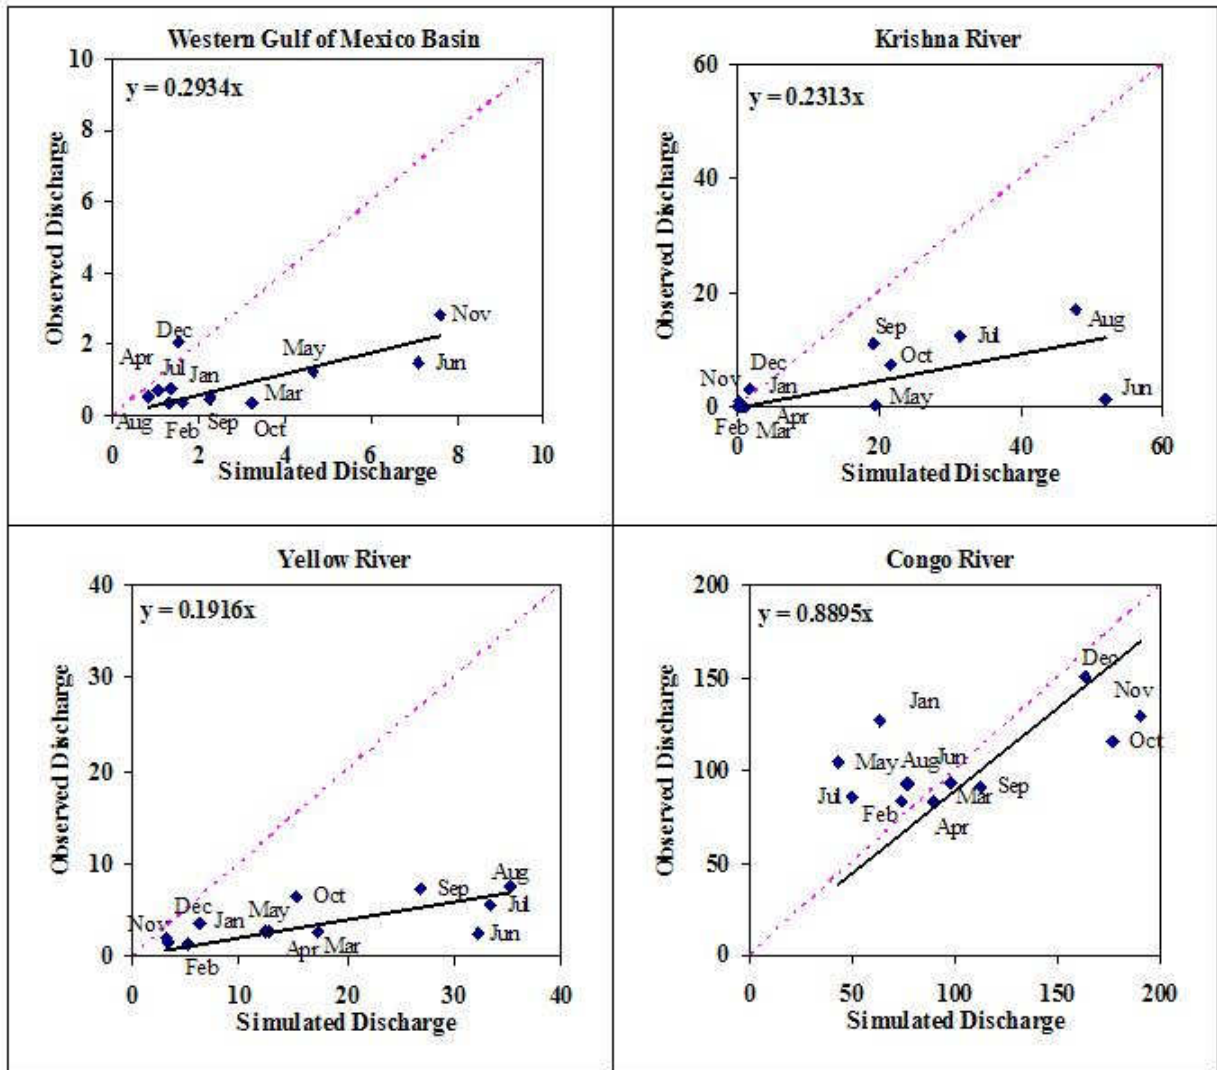 Western Gulf of Mexico Basin
y = 0.2934x
Observed Discharge
10
8
6
4
2
0
Dec
Nov
Apr
Jul
Jan
May
Jun
Mar
Aug
Feb
Sep
Oct
0 2 4 6 8 10
Simulated Discharge
Krishna River
y = 0.2313x
Observed Discharge
60
40
20
0
Sep
Jul
Aug
Oct
Dec
Nov
Jan
May
Jun
Feb
Mar
Apr
0 20 40 60
Simulated Discharge
Yellow River
y = 0.1916x
Observed Discharge
40
30
20
10
0
Aug
Sep
Oct
Jul
Dec
May
Nov
Jan
Jun
Apr
Mar
Feb
0 10 20 30 40
Simulated Discharge
Congo River
y = 0.8895x
Observed Discharge
200
150
100
50
0
Dec
Nov
Jan
Oct
May
Aug
Jun
Jul
Feb
Mar
Sep
Apr
0 50 100 150 200
Simulated Discharge